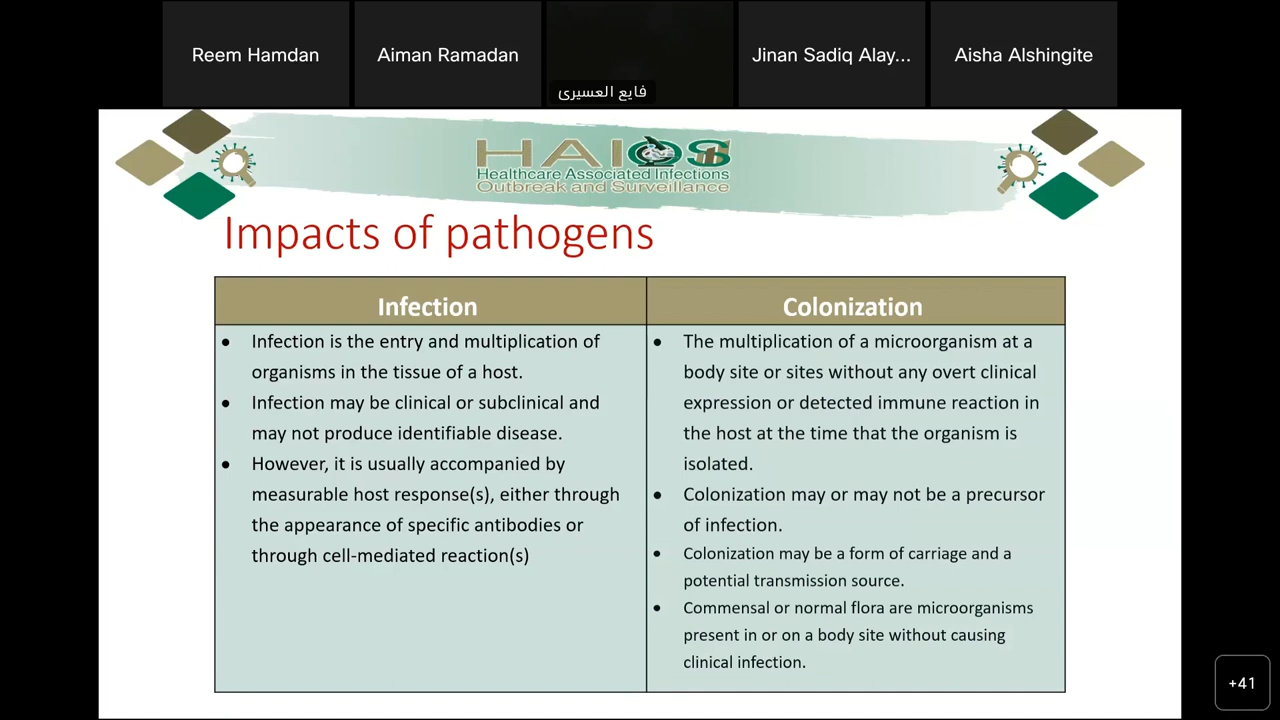 Reem Hamdan
Aiman Ramadan
فايع العسيرى
Jinan Sadiq Alay...
Aisha Alshingite
HAIOS
Healthcare Associated Infections
Outbreak and Surveillance
Impacts of pathogens
Infection
• Infection is the entry and multiplication of
organisms in the tissue of a host.
• Infection may be clinical or subclinical and
may not produce identifiable disease.
• However, it is usually accompanied by
measurable host response(s), either through
the appearance of specific antibodies or
through cell-mediated reaction(s)
Colonization
• The multiplication of a microorganism at a
body site or sites without any overt clinical
expression or detected immune reaction in
the host at the time that the organism is
isolated.
• Colonization may or may not be a precursor
of infection.
• Colonization may be a form of carriage and a
potential transmission source.
• Commensal or normal flora are microorganisms
present in or on a body site without causing
clinical infection.
+41